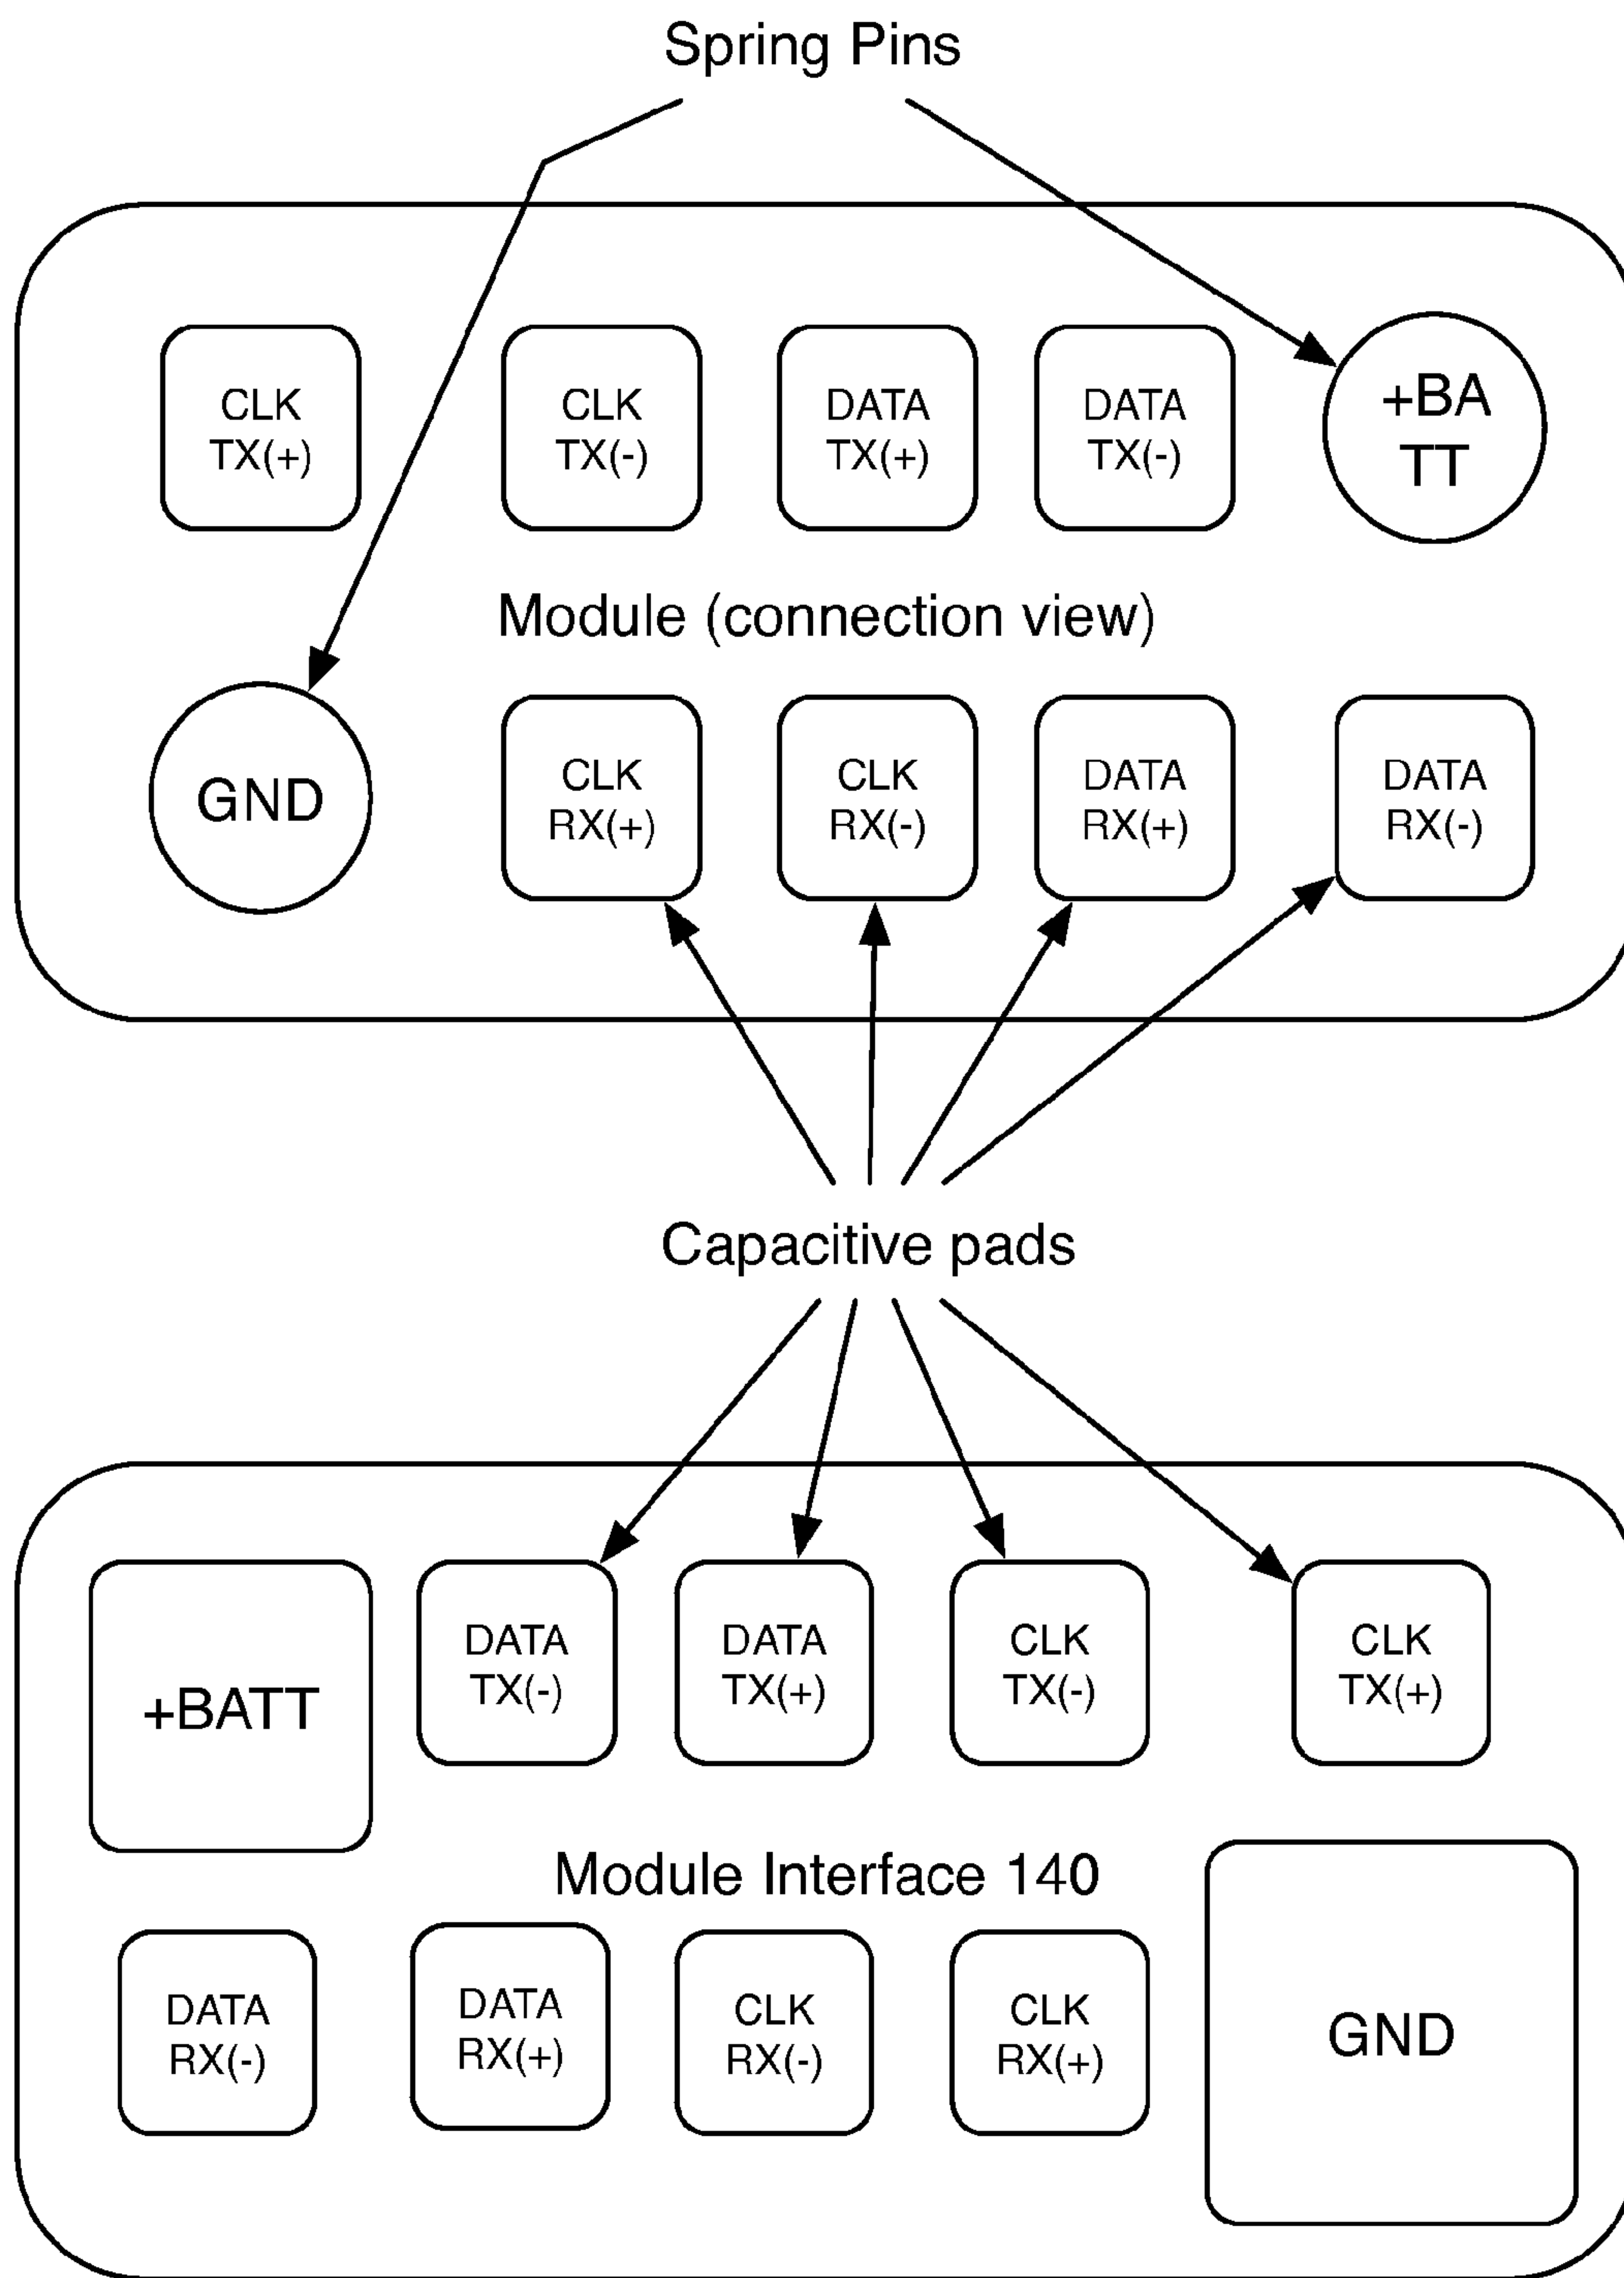 Spring Pins
CLK
TX(+)
CLK
TX(-)
DATA
TX(+)
DATA
TX(-)
+BA
TT
Module (connection view)
GND
CLK
RX(+)
CLK
RX(-)
DATA
RX(+)
DATA
RX(-)
Capacitive pads
+BATT
DATA
TX(-)
DATA
TX(+)
CLK
TX(-)
CLK
TX(+)
Module Interface 140
DATA
RX(-)
DATA
RX(+)
CLK
RX(-)
CLK
RX(+)
GND